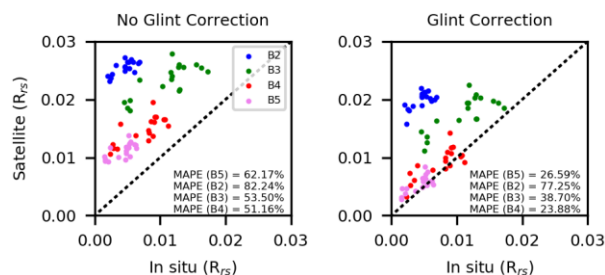 No Glint Correction
Glint Correction
Satellite (Rrs)
0.03
0.02
0.01
0.00
B2
B3
B4
B5
MAPE (B5) = 62.17%
MAPE (B2) = 82.24%
MAPE (B3) = 53.50%
MAPE (B4) = 51.16%
0.00
0.01
0.02
0.03
In situ (Rrs)
0.03
0.02
0.01
0.00
MAPE (B5) = 26.59%
MAPE (B2) = 77.25%
MAPE (B3) = 38.70%
MAPE (B4) = 23.88%
0.00
0.01
0.02
0.03
In situ (Rrs)